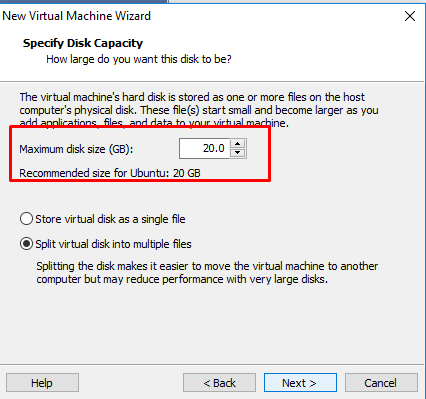 New Virtual Machine Wizard
Specify Disk Capacity
How large do you want this disk to be?
The virtual machine's hard disk is stored as one or more files on the host
computer's physical disk. These file(s) start small and become larger as you
add applications, files, and data to your virtual machine.
Maximum disk size (GB): 20.0
Recommended size for Ubuntu: 20 GB
Store virtual disk as a single file
Split virtual disk into multiple files
Splitting the disk makes it easier to move the virtual machine to another
computer but may reduce performance with very large disks.
Help < Back Next > Cancel